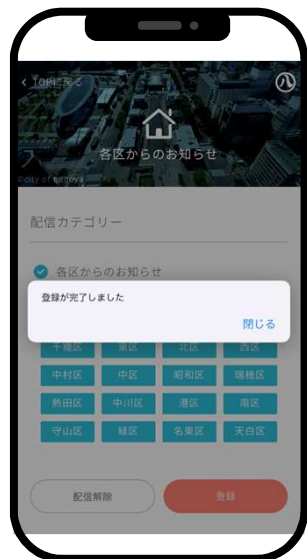 < TOPに戻る
各区からのお知らせ
©city of nagoya
配信カテゴリー
各区からのお知らせ
登録が完了しました
閉じる
千種区 東区 北区 西区
中村区 中区 昭和区 瑞穂区
熱田区 中川区 港区 南区
守山区 緑区 名東区 天白区
配信解除 登録